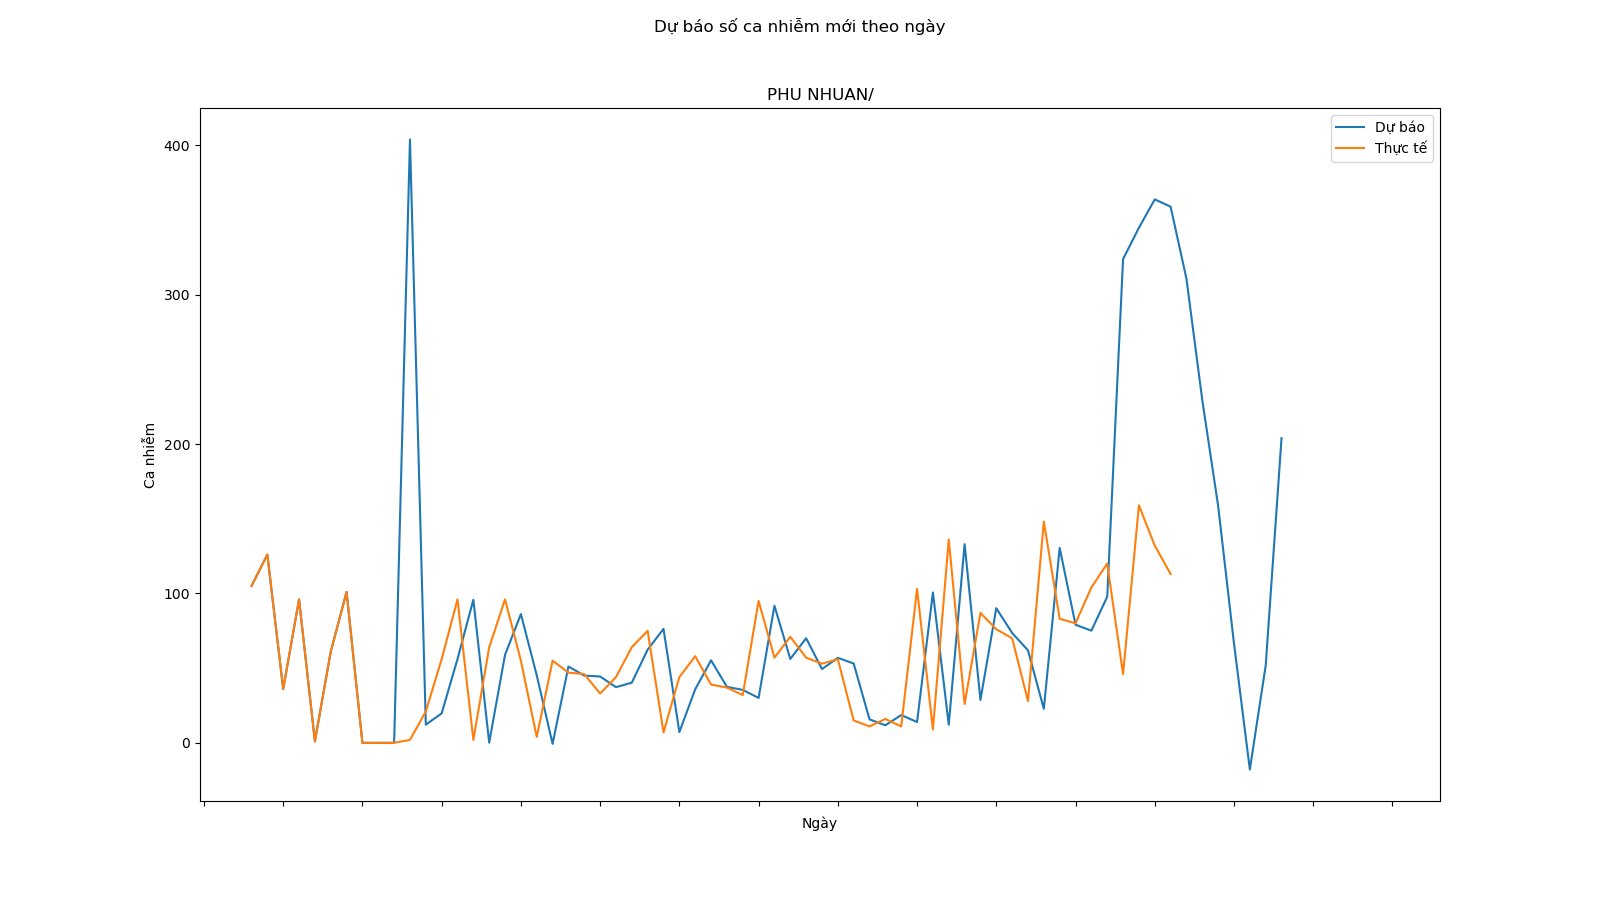 Dự báo số ca nhiễm mới theo ngày
PHU NHUAN/
Dự báo
Thực tế
400
300
200
100
0
Ca nhiễm
Ngày